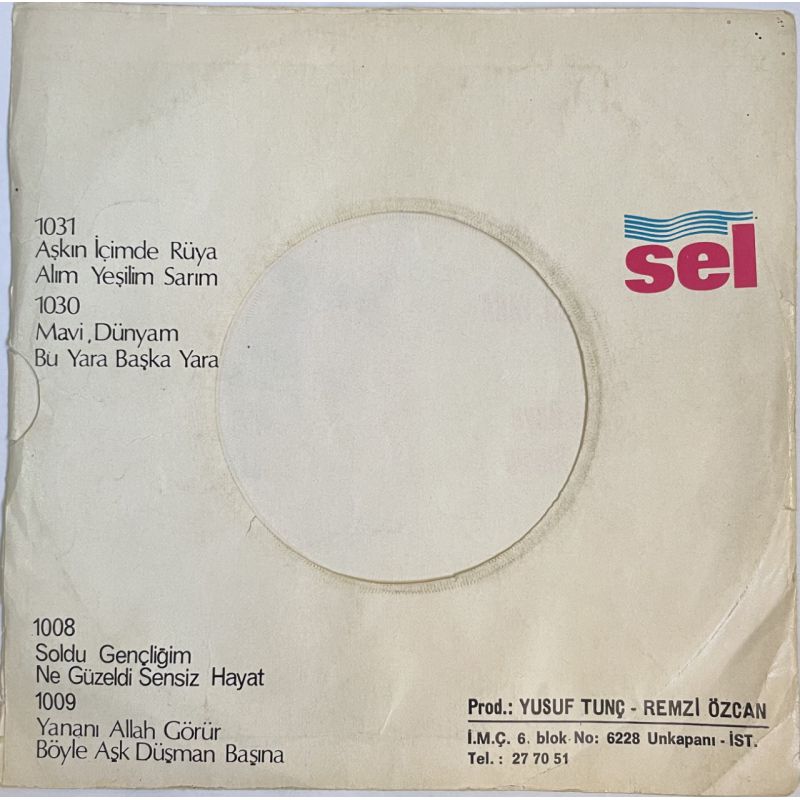 1031
Aşkın İçimde Rüya
Alım Yeşilim Sarım
1030
Mavi Dünyam
Bu Yara Başka Yara
sel
1008
Soldu Gençliğim
Ne Güzeldi Sensiz Hayat
1009
Yananı Allah Görür
Böyle Aşk Düşman Başına
Prod.: YUSUF TUNÇ - REMZİ ÖZCAN
İ.M.Ç. 6. blok No: 6228 Unkapanı - İST.
Tel.: 27 70 51